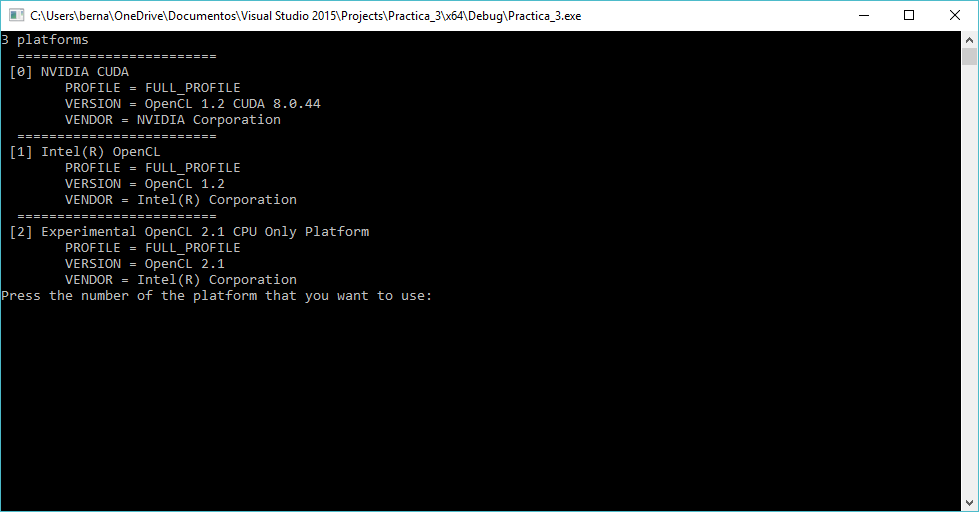 C:\Users\berna\OneDrive\Documentos\Visual Studio 2015\Projects\Practica_3\x64\Debug\Practica_3.exe
3 platforms
=========================
[0] NVIDIA CUDA
PROFILE = FULL_PROFILE
VERSION = OpenCL 1.2 CUDA 8.0.44
VENDOR = NVIDIA Corporation
=========================
[1] Intel(R) OpenCL
PROFILE = FULL_PROFILE
VERSION = OpenCL 1.2
VENDOR = Intel(R) Corporation
=========================
[2] Experimental OpenCL 2.1 CPU Only Platform
PROFILE = FULL_PROFILE
VERSION = OpenCL 2.1
VENDOR = Intel(R) Corporation
Press the number of the platform that you want to use: